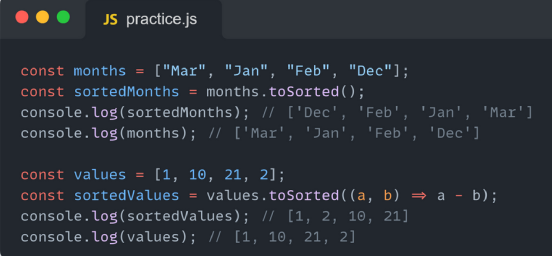 JS practice.js
const months = ["Mar", "Jan", "Feb", "Dec"];
const sortedMonths = months.toSorted();
console.log(sortedMonths); // ['Dec', 'Feb', 'Jan', 'Mar']
console.log(months); // ['Mar', 'Jan', 'Feb', 'Dec']
const values = [1, 10, 21, 2];
const sortedValues = values.toSorted((a, b) => a - b);
console.log(sortedValues); // [1, 2, 10, 21]
console.log(values); // [1, 10, 21, 2]